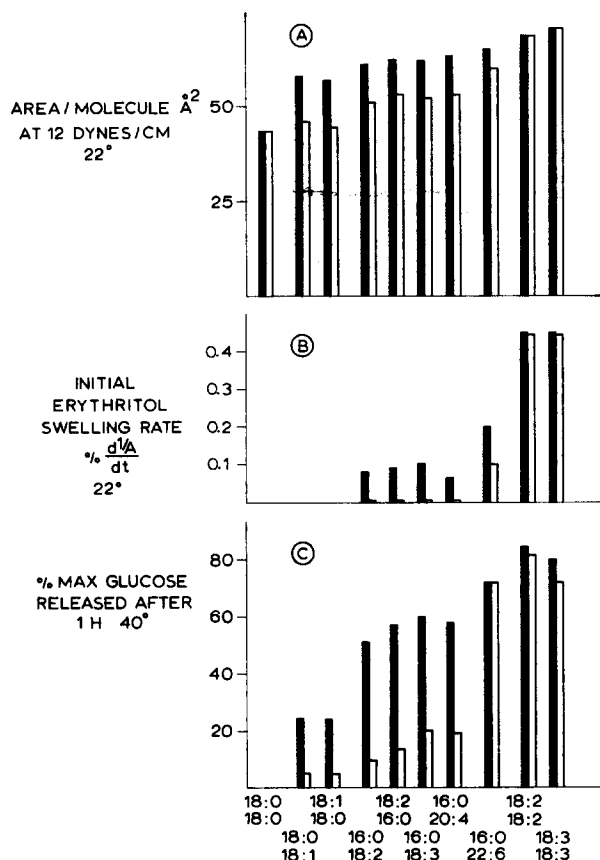 A
AREA/MOLECULE Å²
AT 12 DYNES/CM
22°
50
25
B
INITIAL
ERYTHRITOL
SWELLING RATE
% d 1/A
dt
22°
0.4
0.3
0.2
0.1
C
% MAX GLUCOSE
RELEASED AFTER
1 H 40°
80
60
40
20
18:0 18:1 18:2 16:0 18:2
18:0 18:0 16:0 20:4 18:2
18:0 16:0 16:0 16:0 18:3
18:1 18:2 18:3 22:6 18:3